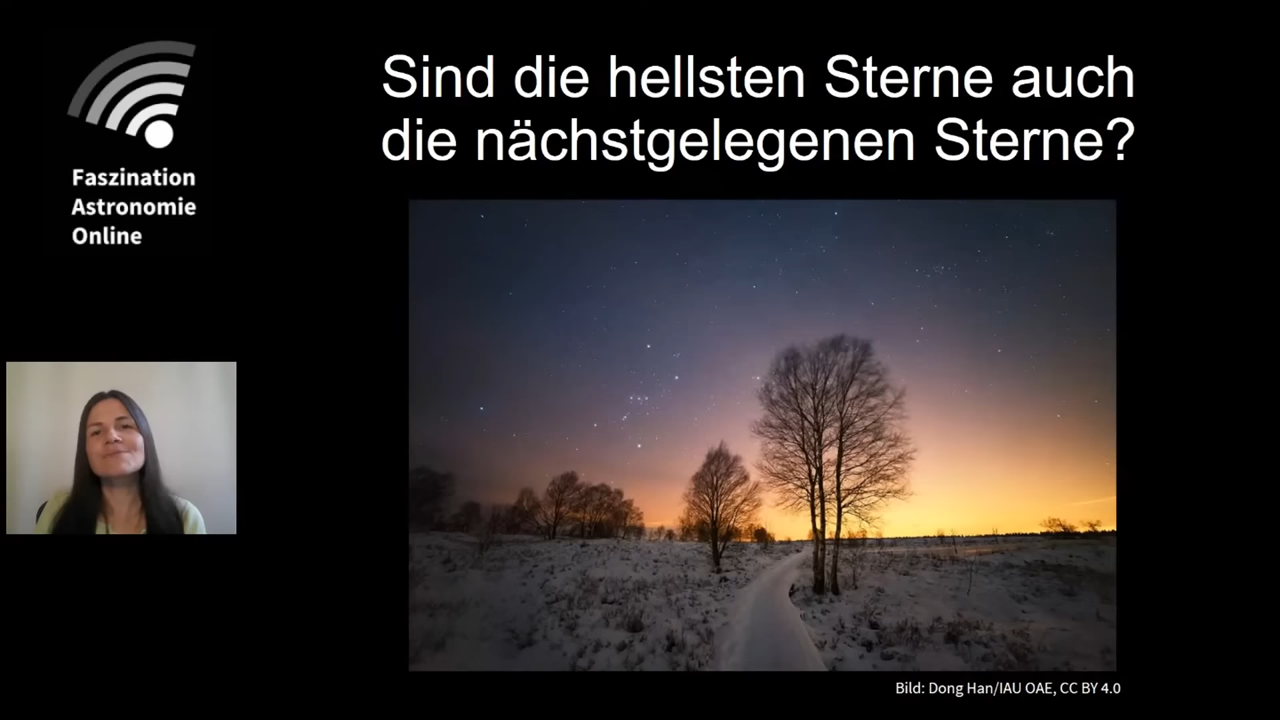 Sind die hellsten Sterne auch
die nächstgelegenen Sterne?
Faszination
Astronomie
Online
Bild: Dong Han/IAU OAE, CC BY 4.0